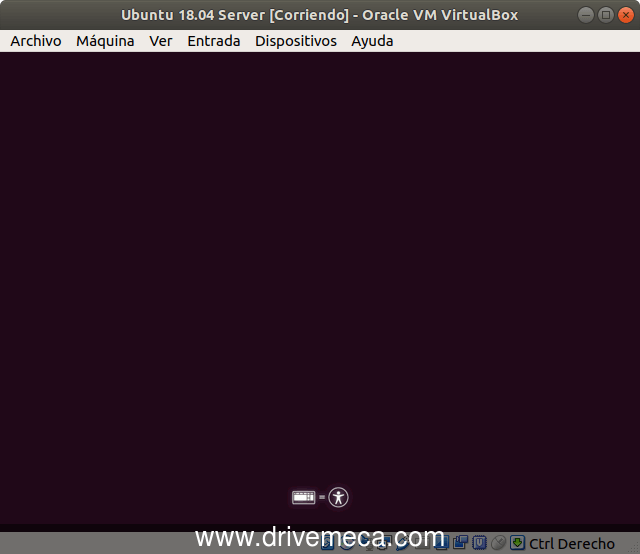 Ubuntu 18.04 Server [Corriendo] - Oracle VM VirtualBox
Archivo Máquina Ver Entrada Dispositivos Ayuda
www.drivemeca.com
Ctrl Derecho